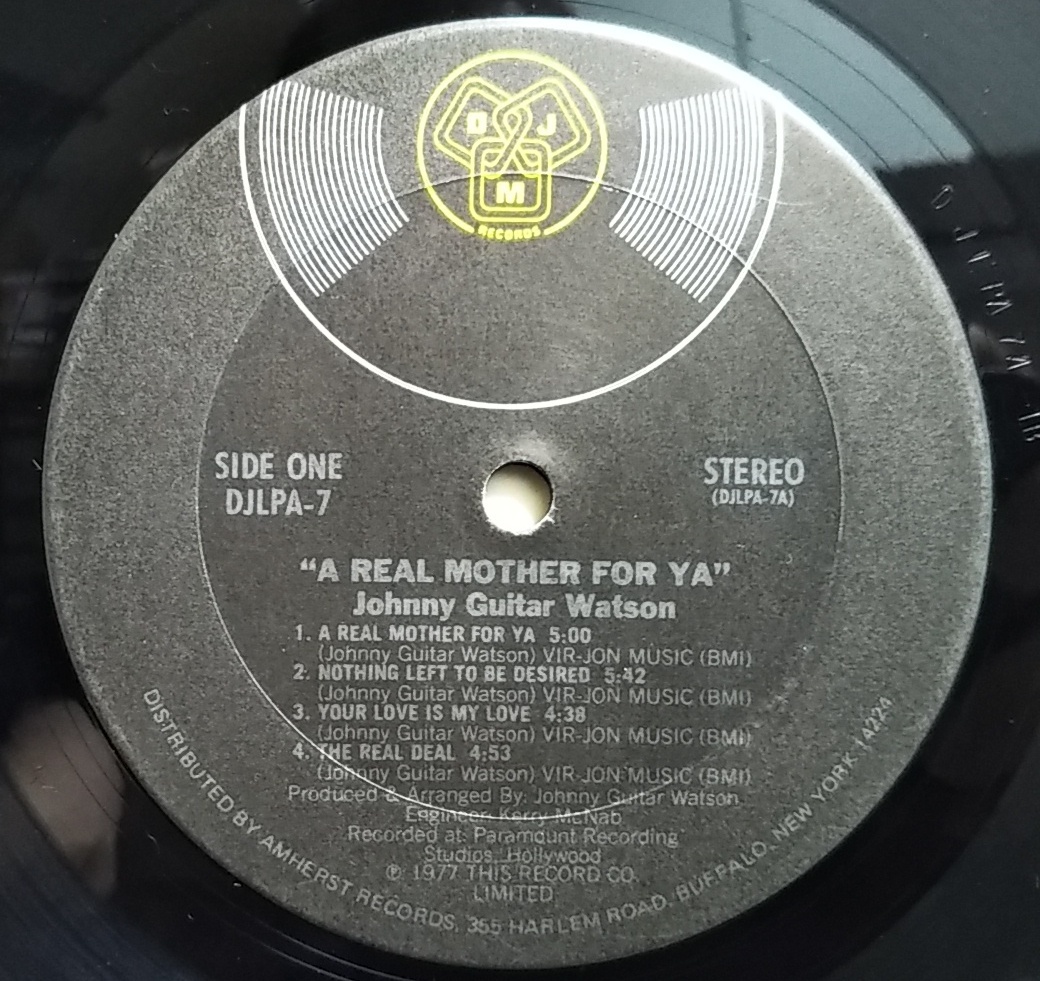 D J
M
RECORDS
SIDE ONE
DJLPA-7
STEREO
(DJLPA-7A)
"A REAL MOTHER FOR YA"
Johnny Guitar Watson
1. A REAL MOTHER FOR YA 5:00
(Johnny Guitar Watson) VIR-JON MUSIC (BMI)
2. NOTHING LEFT TO BE DESIRED 5:42
(Johnny Guitar Watson) VIR-JON MUSIC (BMI)
3. YOUR LOVE IS MY LOVE 4:38
(Johnny Guitar Watson) VIR-JON MUSIC (BMI)
4. THE REAL DEAL 4:53
(Johnny Guitar Watson) VIR-JON MUSIC (BMI)
Produced & Arranged By: Johnny Guitar Watson
Engineer: Kerry McNab
Recorded at: Paramount Recording
Studios, Hollywood
℗ 1977 THIS RECORD CO.
LIMITED
DISTRIBUTED BY AMHERST RECORDS, 355 HARLEM ROAD, BUFFALO, NEW YORK 14224